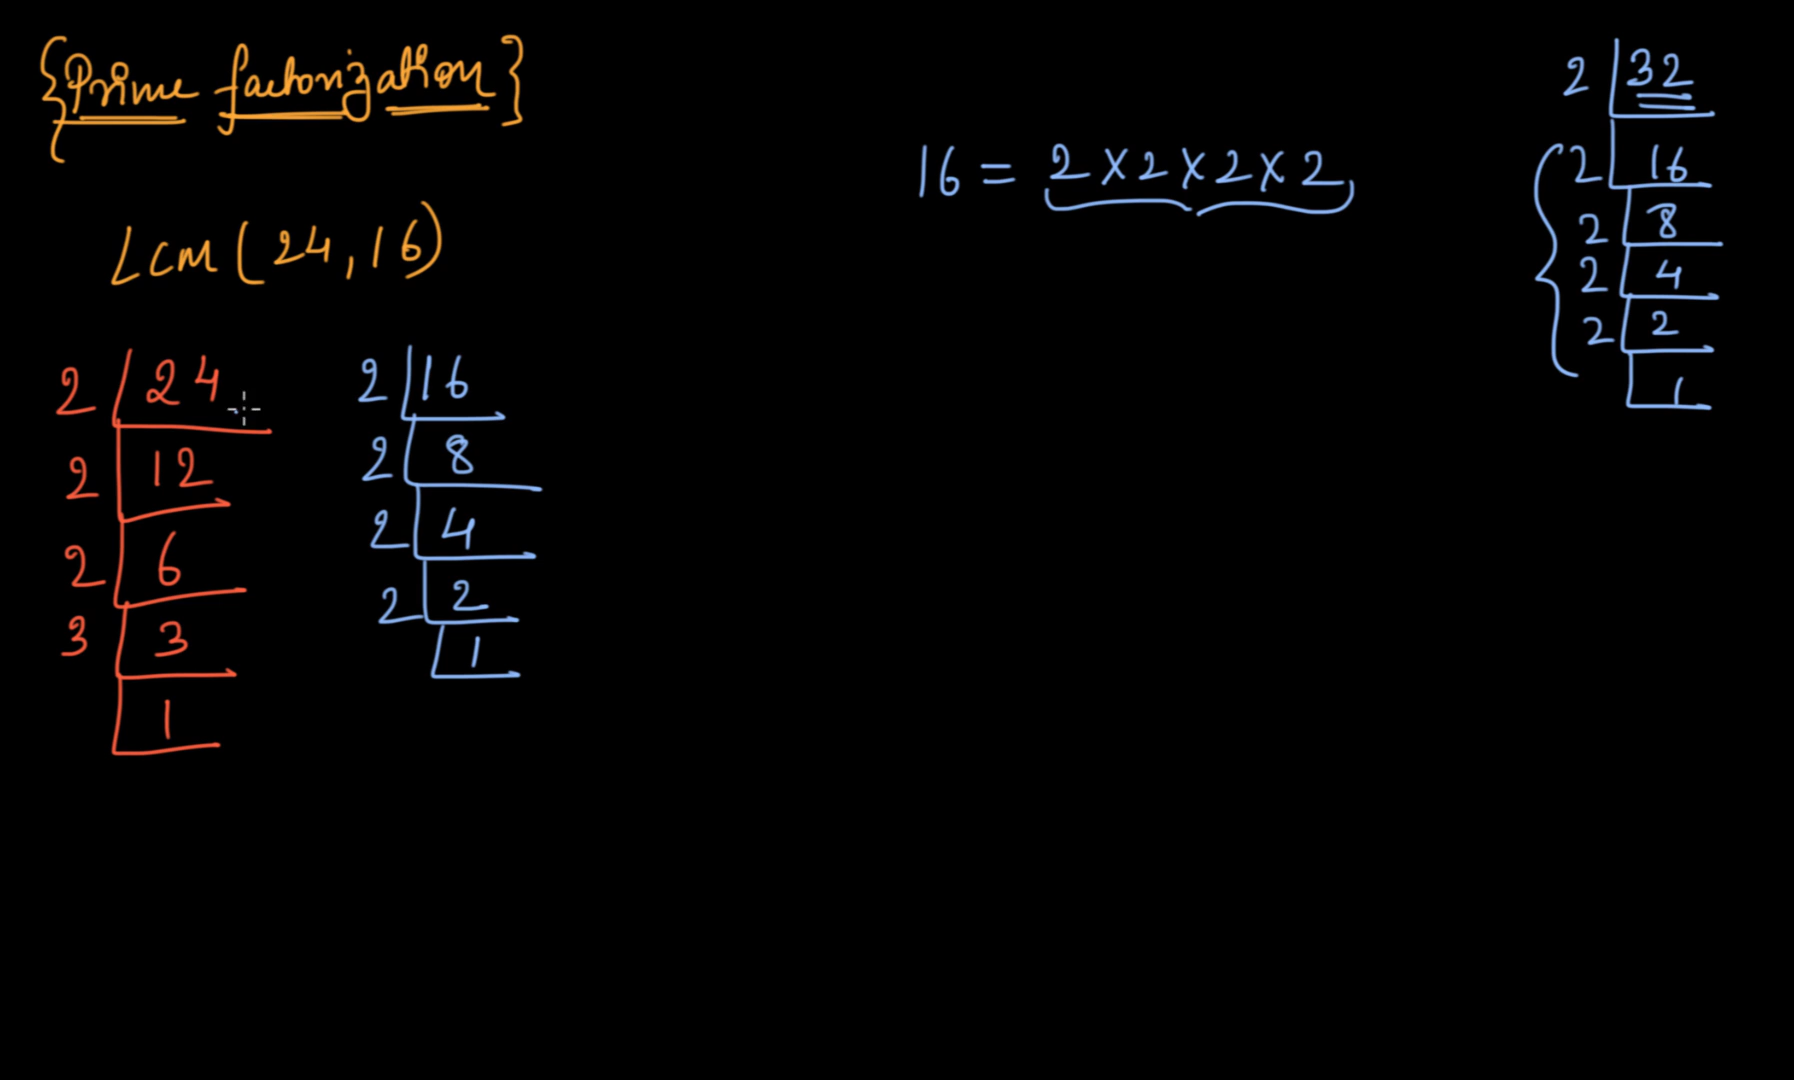 {Prime factorization}
Lcm (24, 16)
2 | 24
2 | 12
2 | 6
3 | 3
1
2 | 16
2 | 8
2 | 4
2 | 2
1
16 = 2 X 2 X 2 X 2
2 | 32
2 | 16
2 | 8
2 | 4
2 | 2
1